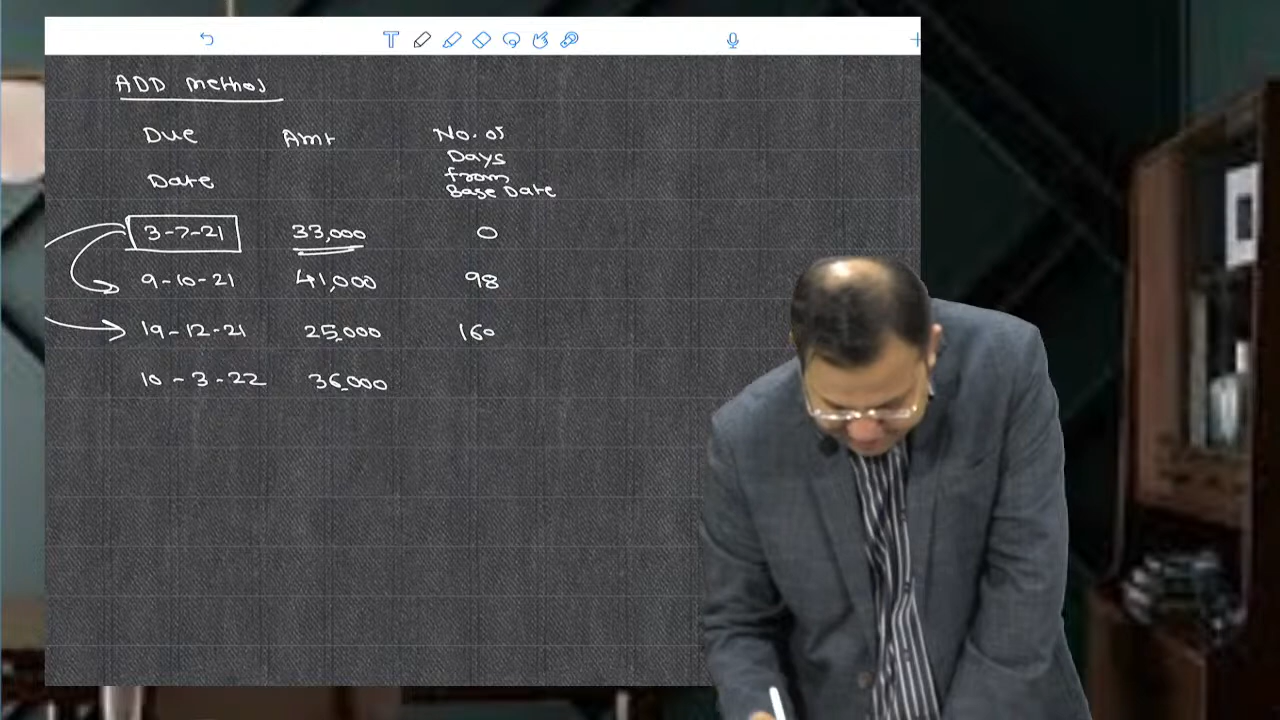 ADD Method
Due Amt No. of
Days
Date from
Base Date
3-7-21 33,000 0
9-10-21 41,000 98
19-12-21 25,000 160
10-3-22 36,000